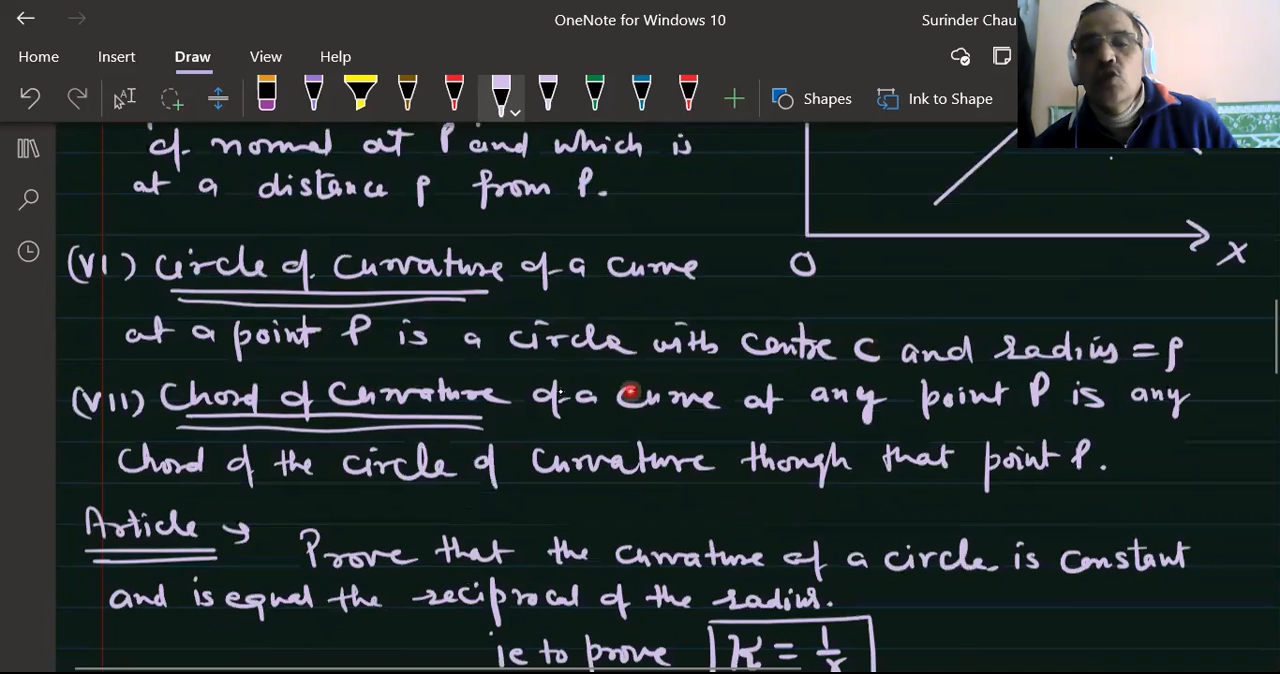 OneNote for Windows 10
Surinder Chau
Home Insert Draw View Help
Shapes Ink to Shape
of normal at P and which is
at a distance ρ from P.
O X
(VI) Circle of Curvature of a curve
at a point P is a circle with centre C and radius = ρ
(VII) Chord of Curvature of a curve at any point P is any
chord of the circle of curvature though that point P.
Article → Prove that the curvature of a circle is constant
and is equal the reciprocal of the radius.
ie to prove K = 1/r